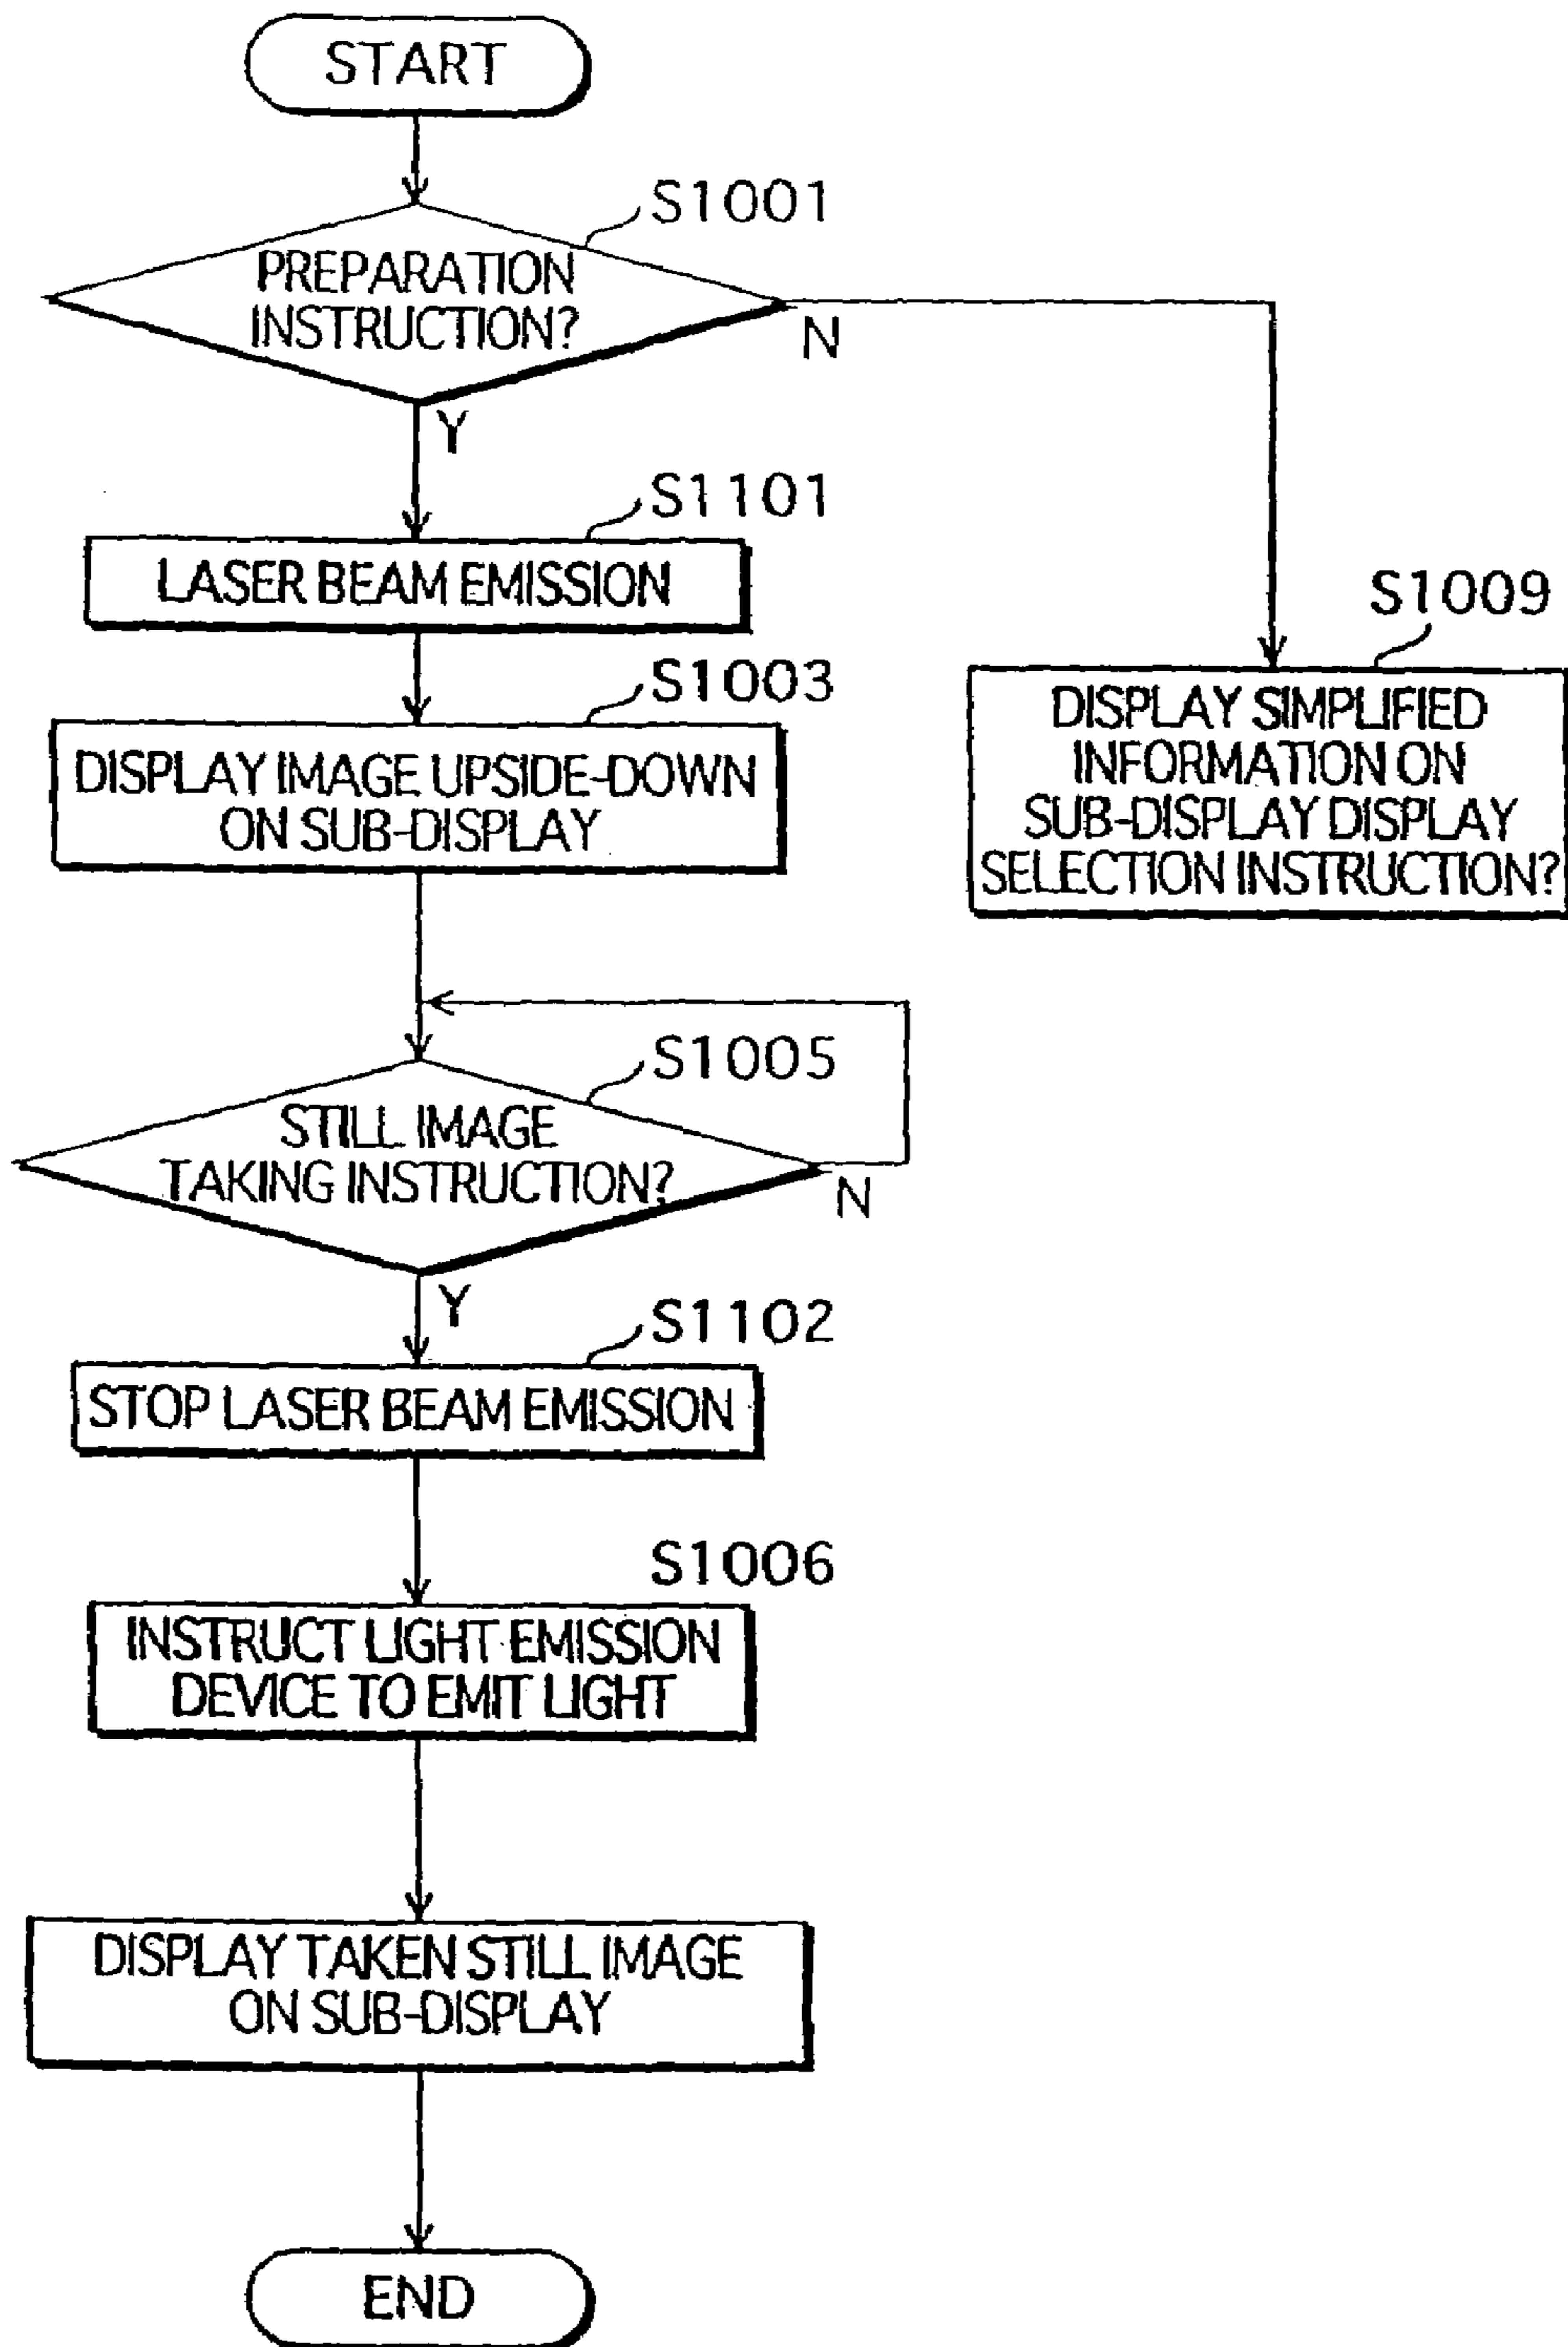 START
S1001
PREPARATION
INSTRUCTION?
N
Y
S1101
LASER BEAM EMISSION
S1003
DISPLAY IMAGE UPSIDE-DOWN
ON SUB-DISPLAY
S1009
DISPLAY SIMPLIFIED
INFORMATION ON
SUB-DISPLAY DISPLAY
SELECTION INSTRUCTION?
S1005
STILL IMAGE
TAKING INSTRUCTION?
N
Y
S1102
STOP LASER BEAM EMISSION
S1006
INSTRUCT LIGHT EMISSION
DEVICE TO EMIT LIGHT
DISPLAY TAKEN STILL IMAGE
ON SUB-DISPLAY
END